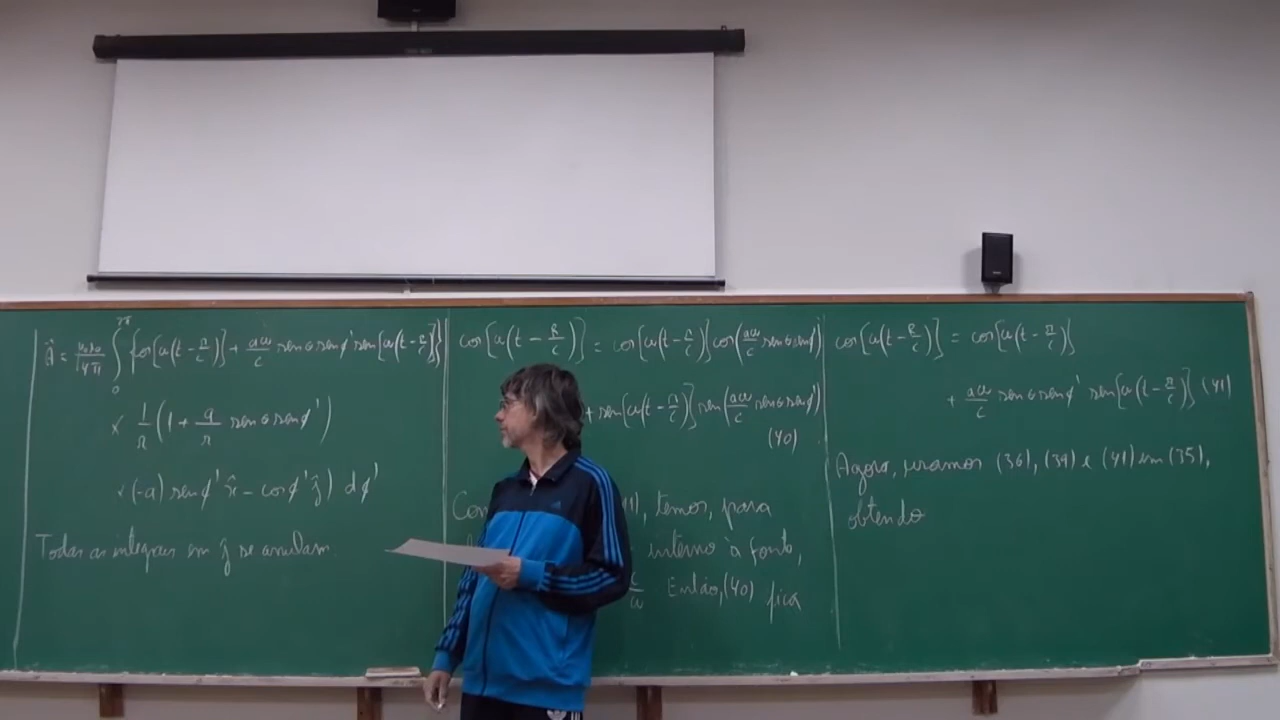 A⃗ = μ₀I₀/4π ∫₀^2π {cos[ω(t - r/c)] + aω/c senθ senϕ' sen[ω(t - r/c)]}
× 1/r (1 + a/r senθ senϕ')
× (-a) senϕ' x̂ - cosϕ' ŷ) dϕ'
Todas as integrais em ŷ se anulam.
cos[ω(t - R/c)] = cos[ω(t - r/c)] cos(aω/c senθ senϕ')
+ sen[ω(t - r/c)] sen(aω/c senθ senϕ')
(40)
temos, para
interno à fonte,
c/ω Então, (40) fica
cos[ω(t - R/c)] = cos[ω(t - r/c)]
+ aω/c senθ senϕ' sen[ω(t - r/c)] (41)
Agora, usamos (36), (39) e (41) em (35),
obtendo